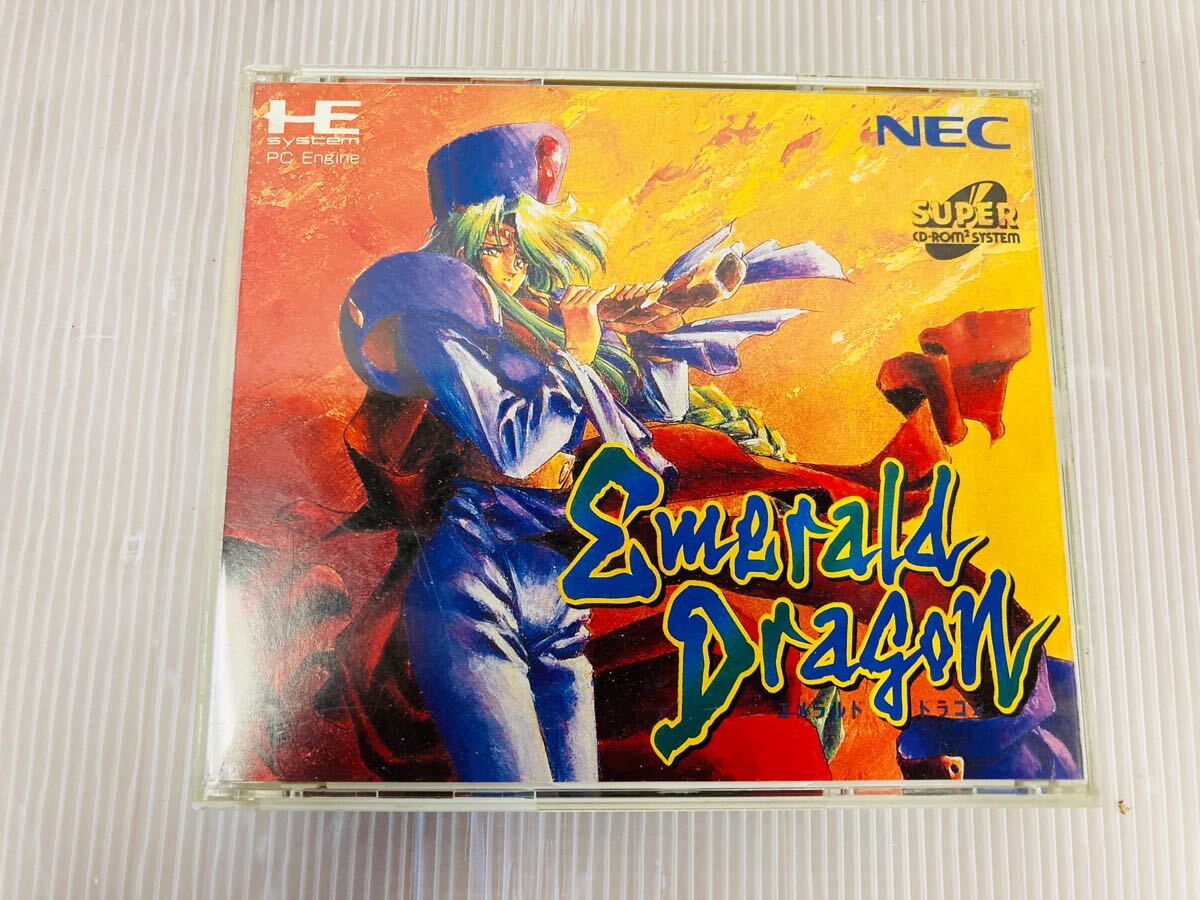 HE
system
PC Engine
NEC
SUPER
CD-ROM² SYSTEM
Emerald
Dragon
エメラルド ドラゴン